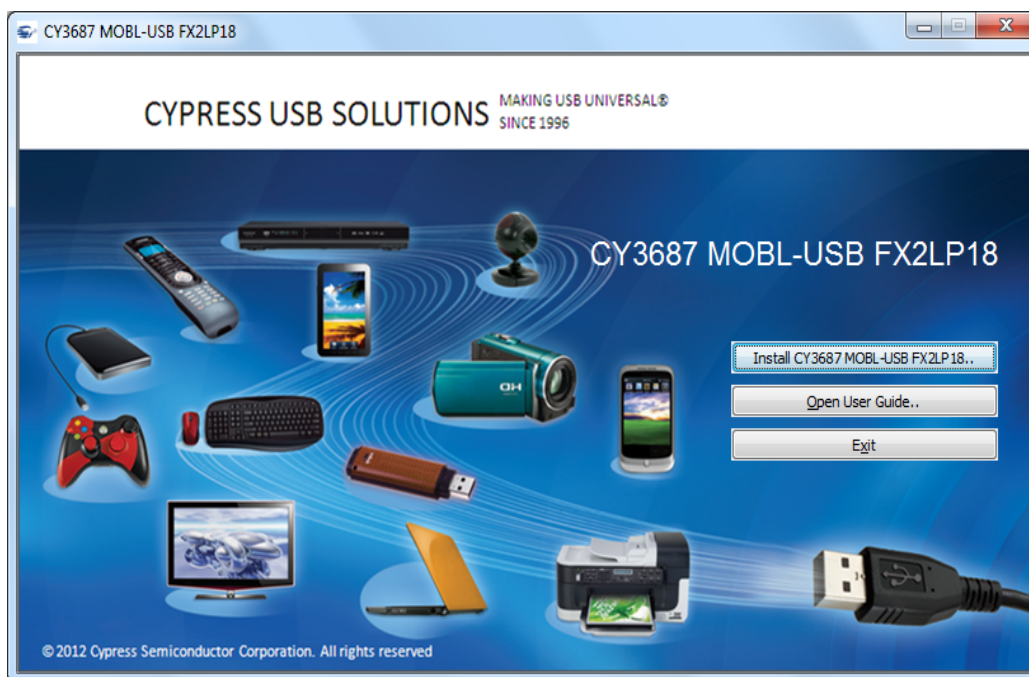 CY3687 MOBL-USB FX2LP18
CYPRESS USB SOLUTIONS
MAKING USB UNIVERSAL®
SINCE 1996
CY3687 MOBL-USB FX2LP18
Install CY3687 MOBL-USB FX2LP18..
Open User Guide..
Exit
HD
© 2012 Cypress Semiconductor Corporation. All rights reserved